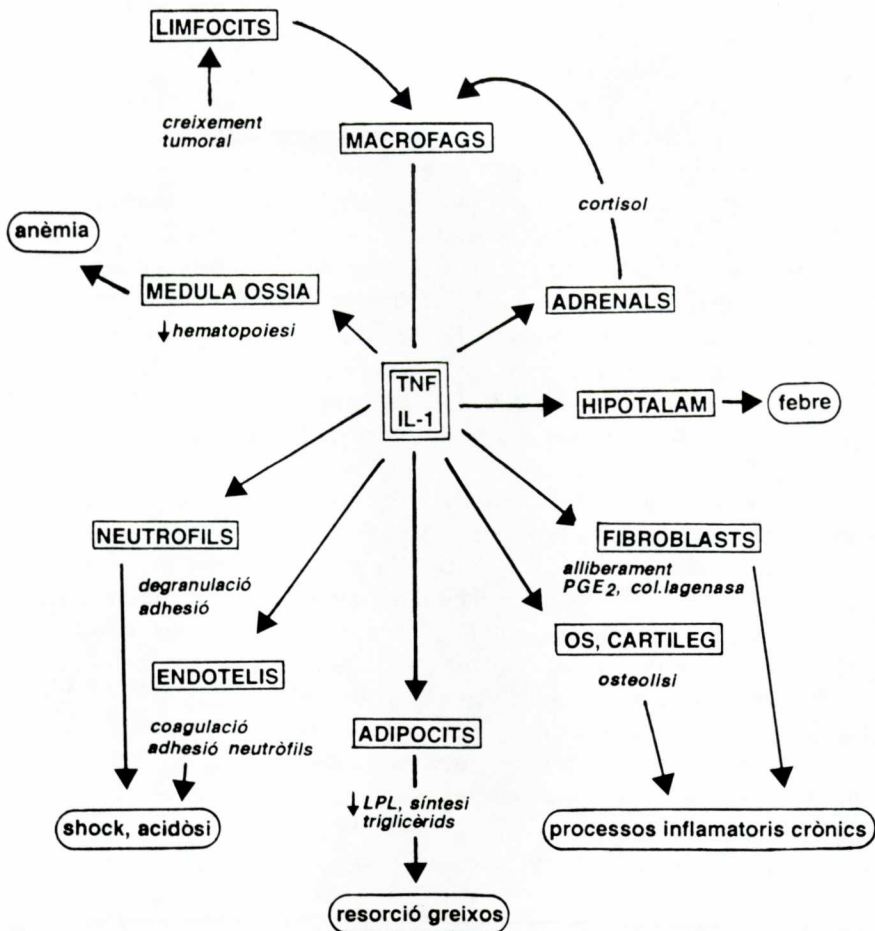 LIMFOCITS
creixement
tumoral
MACROFAGS
cortisol
anèmia
MEDULA OSSIA
↓ hematopoiesi
ADRENALS
TNF
IL-1
HIPOTALAM
febre
NEUTROFILS
degranulació
adhesió
FIBROBLASTS
alliberament
PGE2, col.lagenasa
ENDOTELIS
coagulació
adhesió neutròfils
OS, CARTILEG
osteolisi
ADIPOCITS
↓ LPL, síntesi
triglicèrids
shock, acidòsi
processos inflamatoris crònics
resorció greixos